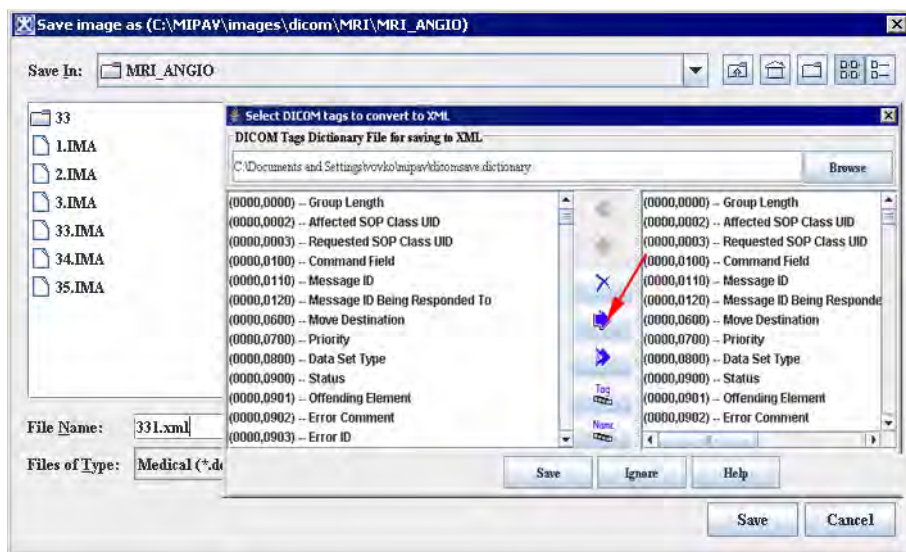 Save image as (C:\MIPAV\images\dicom\MRI\MRI_ANGIO)
Save In: MRI_ANGIO
33
1.IMA
2.IMA
3.IMA
33.IMA
34.IMA
35.IMA
File Name: 331.xml
Files of Type: Medical (*.d
Select DICOM tags to convert to XML
DICOM Tags Dictionary File for saving to XML
C:\Documents and Settings\vovko\mipav\dicomsave.dictionary
Browse
(0000,0000) -- Group Length
(0000,0002) -- Affected SOP Class UID
(0000,0003) -- Requested SOP Class UID
(0000,0100) -- Command Field
(0000,0110) -- Message ID
(0000,0120) -- Message ID Being Responded To
(0000,0600) -- Move Destination
(0000,0700) -- Priority
(0000,0800) -- Data Set Type
(0000,0900) -- Status
(0000,0901) -- Offending Element
(0000,0902) -- Error Comment
(0000,0903) -- Error ID
Tag
Name
(0000,0000) -- Group Length
(0000,0002) -- Affected SOP Class UID
(0000,0003) -- Requested SOP Class UID
(0000,0100) -- Command Field
(0000,0110) -- Message ID
(0000,0120) -- Message ID Being Responde
(0000,0600) -- Move Destination
(0000,0700) -- Priority
(0000,0800) -- Data Set Type
(0000,0900) -- Status
(0000,0901) -- Offending Element
(0000,0902) -- Error Comment
Save Ignore Help
Save Cancel